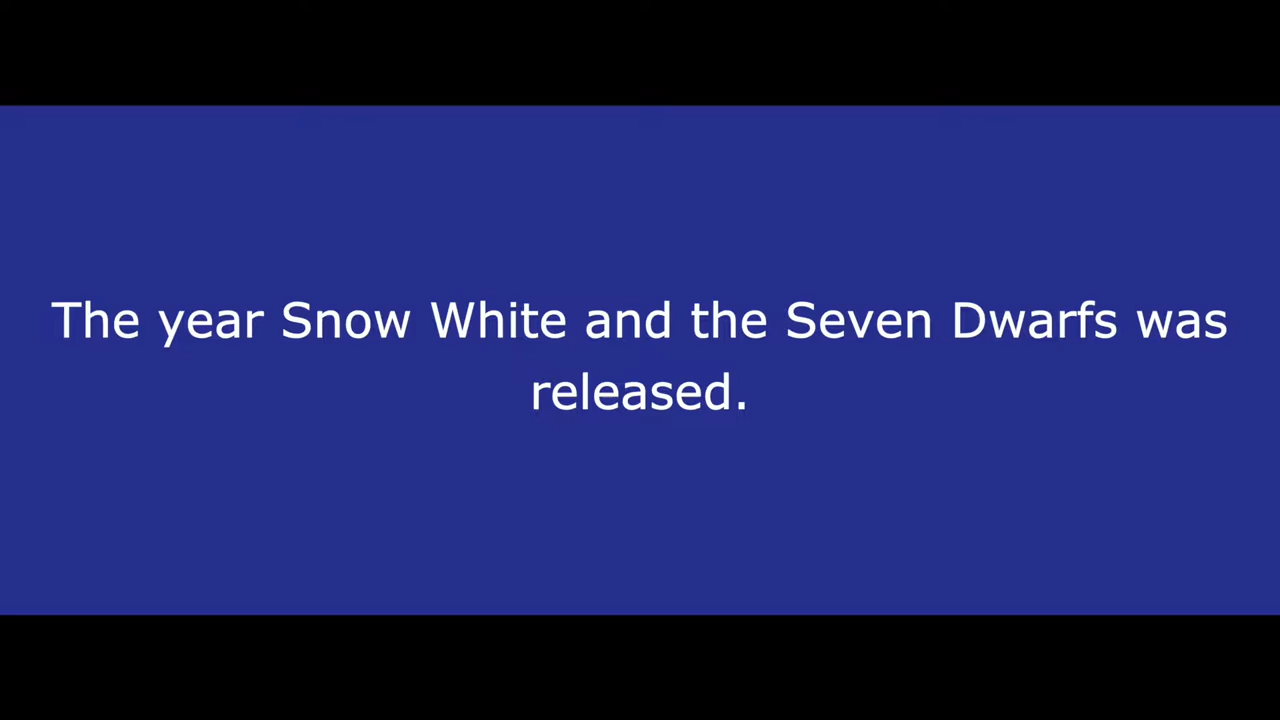 The year Snow White and the Seven Dwarfs was
released.